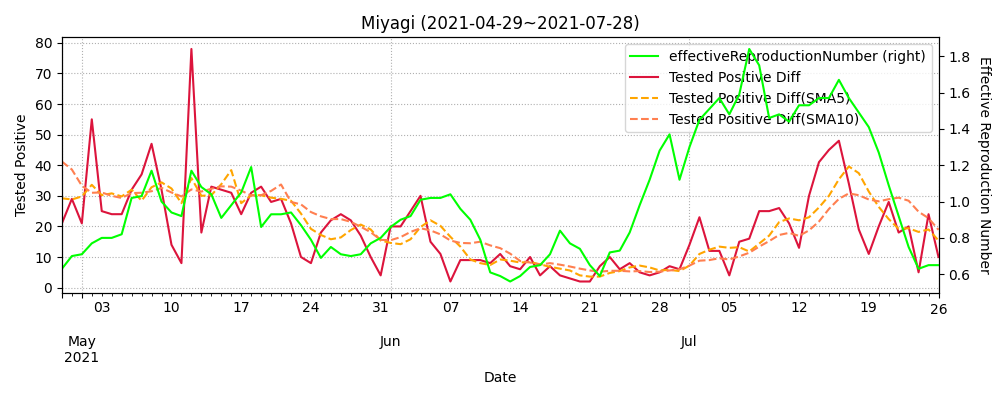 Miyagi (2021-04-29~2021-07-28)
effectiveReproductionNumber (right)
Tested Positive Diff
Tested Positive Diff(SMA5)
Tested Positive Diff(SMA10)
80
70
60
50
40
30
20
10
0
Tested Positive
1.8
1.6
1.4
1.2
1.0
0.8
0.6
Effective Reproduction Number
03 10 17 24 31 07 14 21 28 05 12 19 26
May Jun Jul
2021
Date